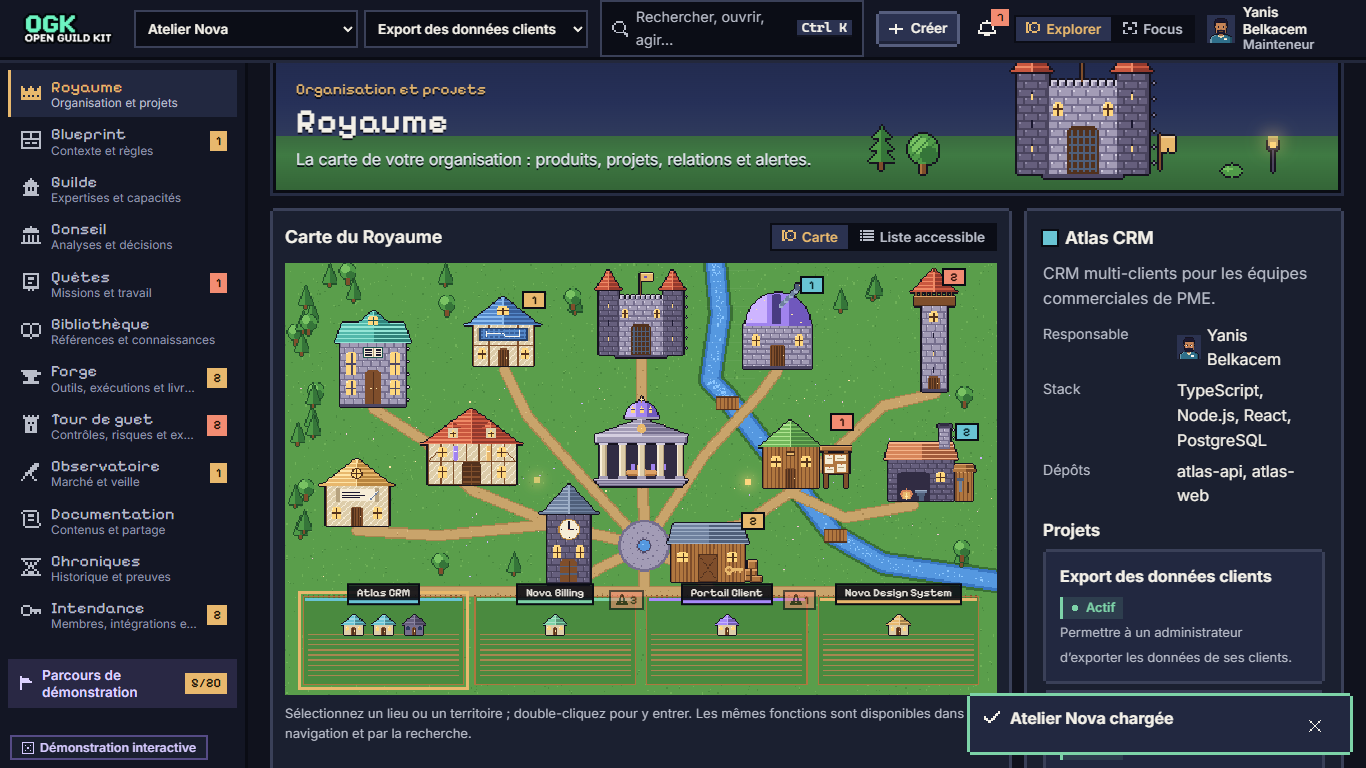 OGK
OPEN GUILD KIT
Atelier Nova
Export des données clients
Rechercher, ouvrir,
agir...
Ctrl K
Créer
Explorer
Focus
Yanis
Belkacem
Mainteneur
Royaume
Organisation et projets
Blueprint
Contexte et règles
1
Guilde
Expertises et capacités
Conseil
Analyses et décisions
Quêtes
Missions et travail
1
Bibliothèque
Références et connaissances
Forge
Outils, exécutions et livr...
2
Tour de guet
Contrôles, risques et ex...
2
Observatoire
Marché et veille
1
Documentation
Contenus et partage
Chroniques
Historique et preuves
Intendance
Membres, intégrations e...
2
Parcours de
démonstration
Démonstration interactive
Organisation et projets
Royaume
La carte de votre organisation : produits, projets, relations et alertes.
Carte du Royaume
Carte
Liste accessible
1
1
2
1
2
2
Atlas CRM
Nova Billing
3
Portail Client
1
Nova Design System
Sélectionnez un lieu ou un territoire ; double-cliquez pour y entrer. Les mêmes fonctions sont disponibles dans
navigation et par la recherche.
Atlas CRM
CRM multi-clients pour les équipes
commerciales de PME.
Responsable
Yanis
Belkacem
Stack
TypeScript,
Node.js, React,
PostgreSQL
Dépôts
atlas-api, atlas-
web
Projets
Export des données clients
Actif
Permettre à un administrateur
d'exporter les données de ses clients.
Atelier Nova chargée